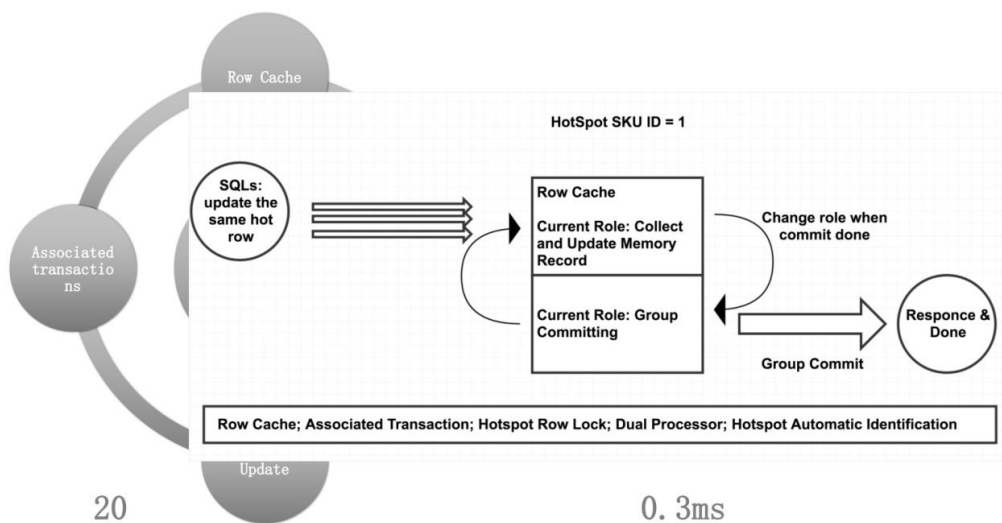 Row Cache
HotSpot SKU ID = 1
SQLs:
update the
same hot
row
Row Cache
Current Role: Collect
and Update Memory
Record
Change role when
commit done
Associated
transactio
ns
Current Role: Group
Committing
Responce &
Done
Group Commit
Row Cache; Associated Transaction; Hotspot Row Lock; Dual Processor; Hotspot Automatic Identification
Update
20
0.3ms